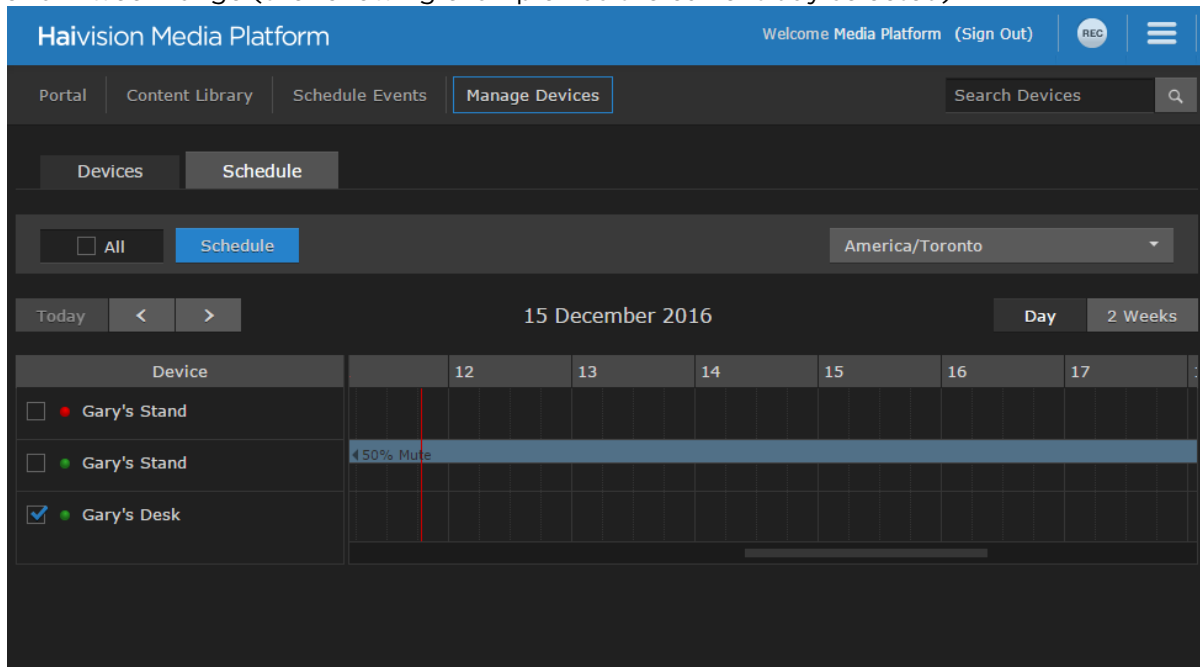 Haivision Media Platform
Welcome Media Platform (Sign Out)
REC
Portal
Content Library
Schedule Events
Manage Devices
Search Devices
Devices
Schedule
All
Schedule
America/Toronto
Today < >
15 December 2016
Day
2 Weeks
Device
12 13 14 15 16 17
Gary's Stand
Gary's Stand
50% Mute
Gary's Desk